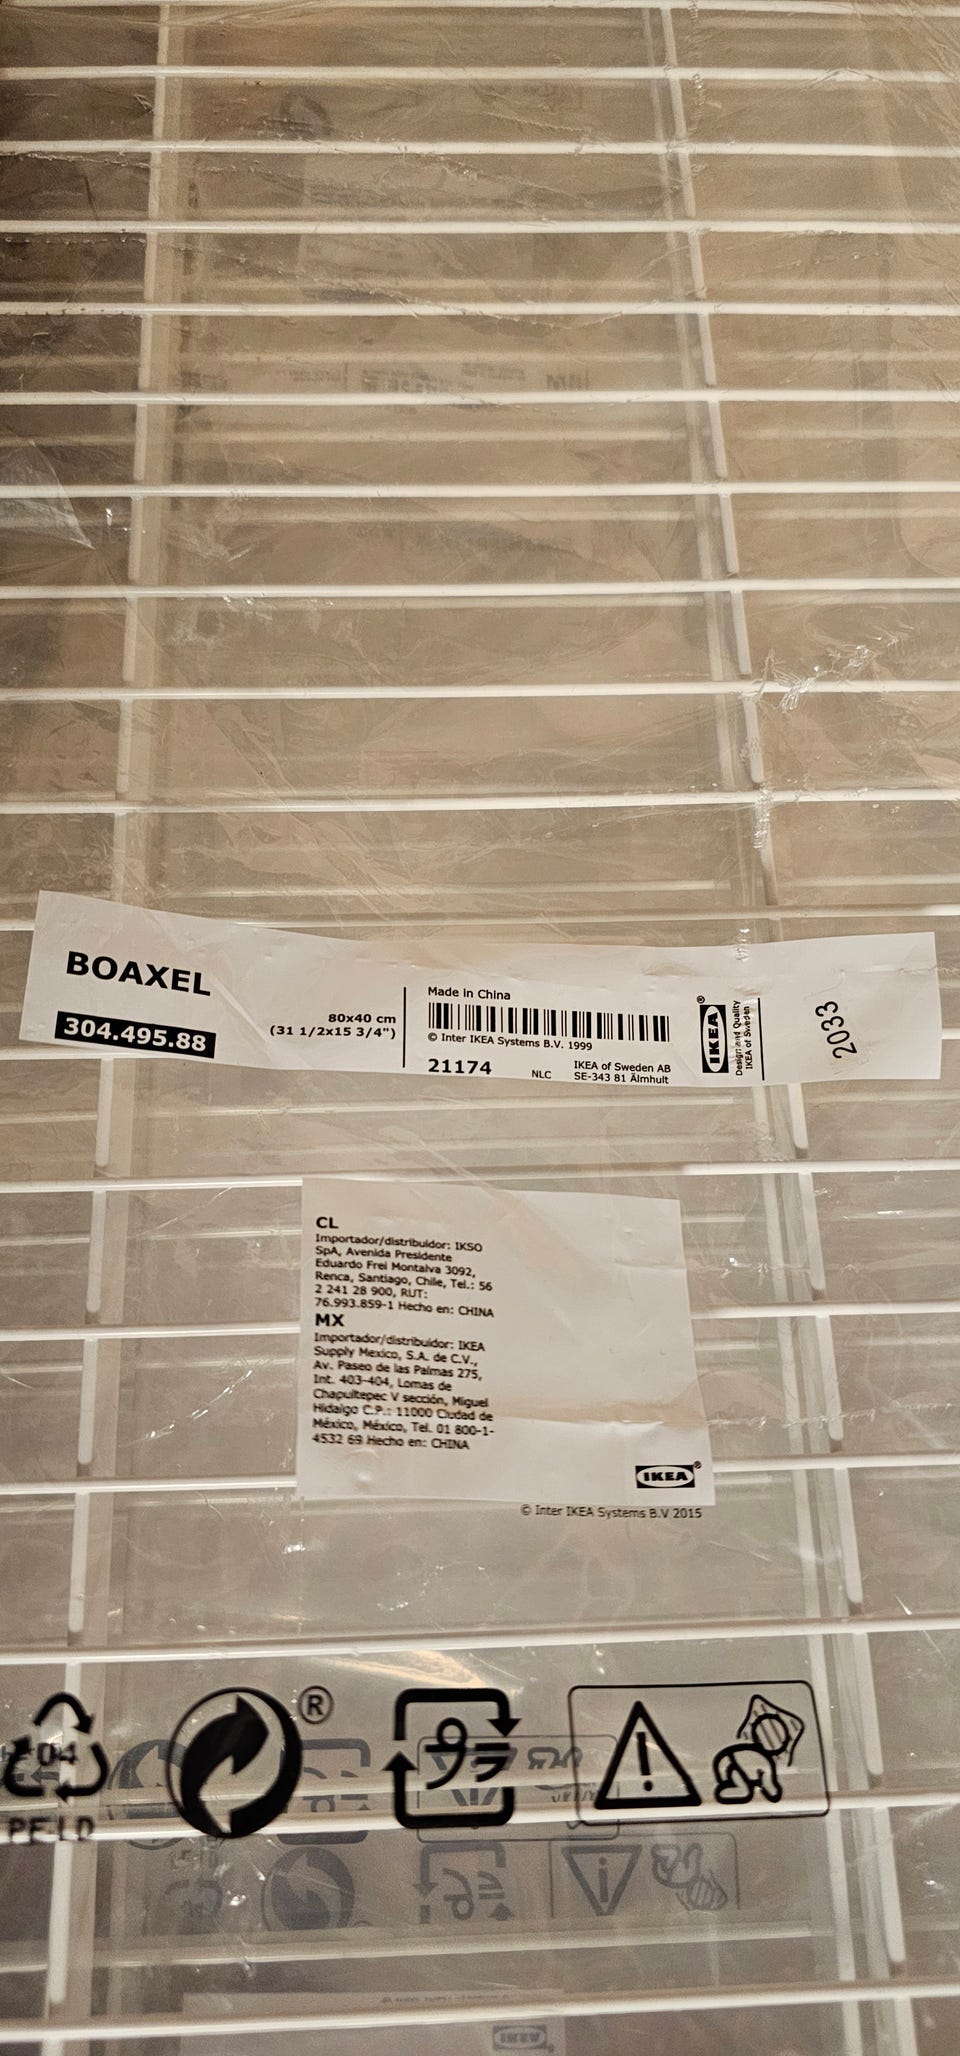 BOAXEL
304.495.88
80x40 cm
(31 1/2x15 3/4")
Made in China
© Inter IKEA Systems B.V. 1999
21174
NLC
IKEA of Sweden AB
SE-343 81 Älmhult
IKEA®
Design and Quality
IKEA of Sweden
2033
CL
Importador/distribuidor: IKSO
SpA, Avenida Presidente
Eduardo Frei Montalva 3092,
Renca, Santiago, Chile, Tel.: 56
2 241 28 900, RUT:
76.993.859-1 Hecho en: CHINA
MX
Importador/distribuidor: IKEA
Supply Mexico, S.A. de C.V.,
Av. Paseo de las Palmas 275,
Int. 403-404, Lomas de
Chapultepec V sección, Miguel
Hidalgo C.P.: 11000 Ciudad de
México, México, Tel. 01 800-1-
4532 69 Hecho en: CHINA
IKEA®
© Inter IKEA Systems B.V 2015
04
PE-LD
®
プラ
IKEA